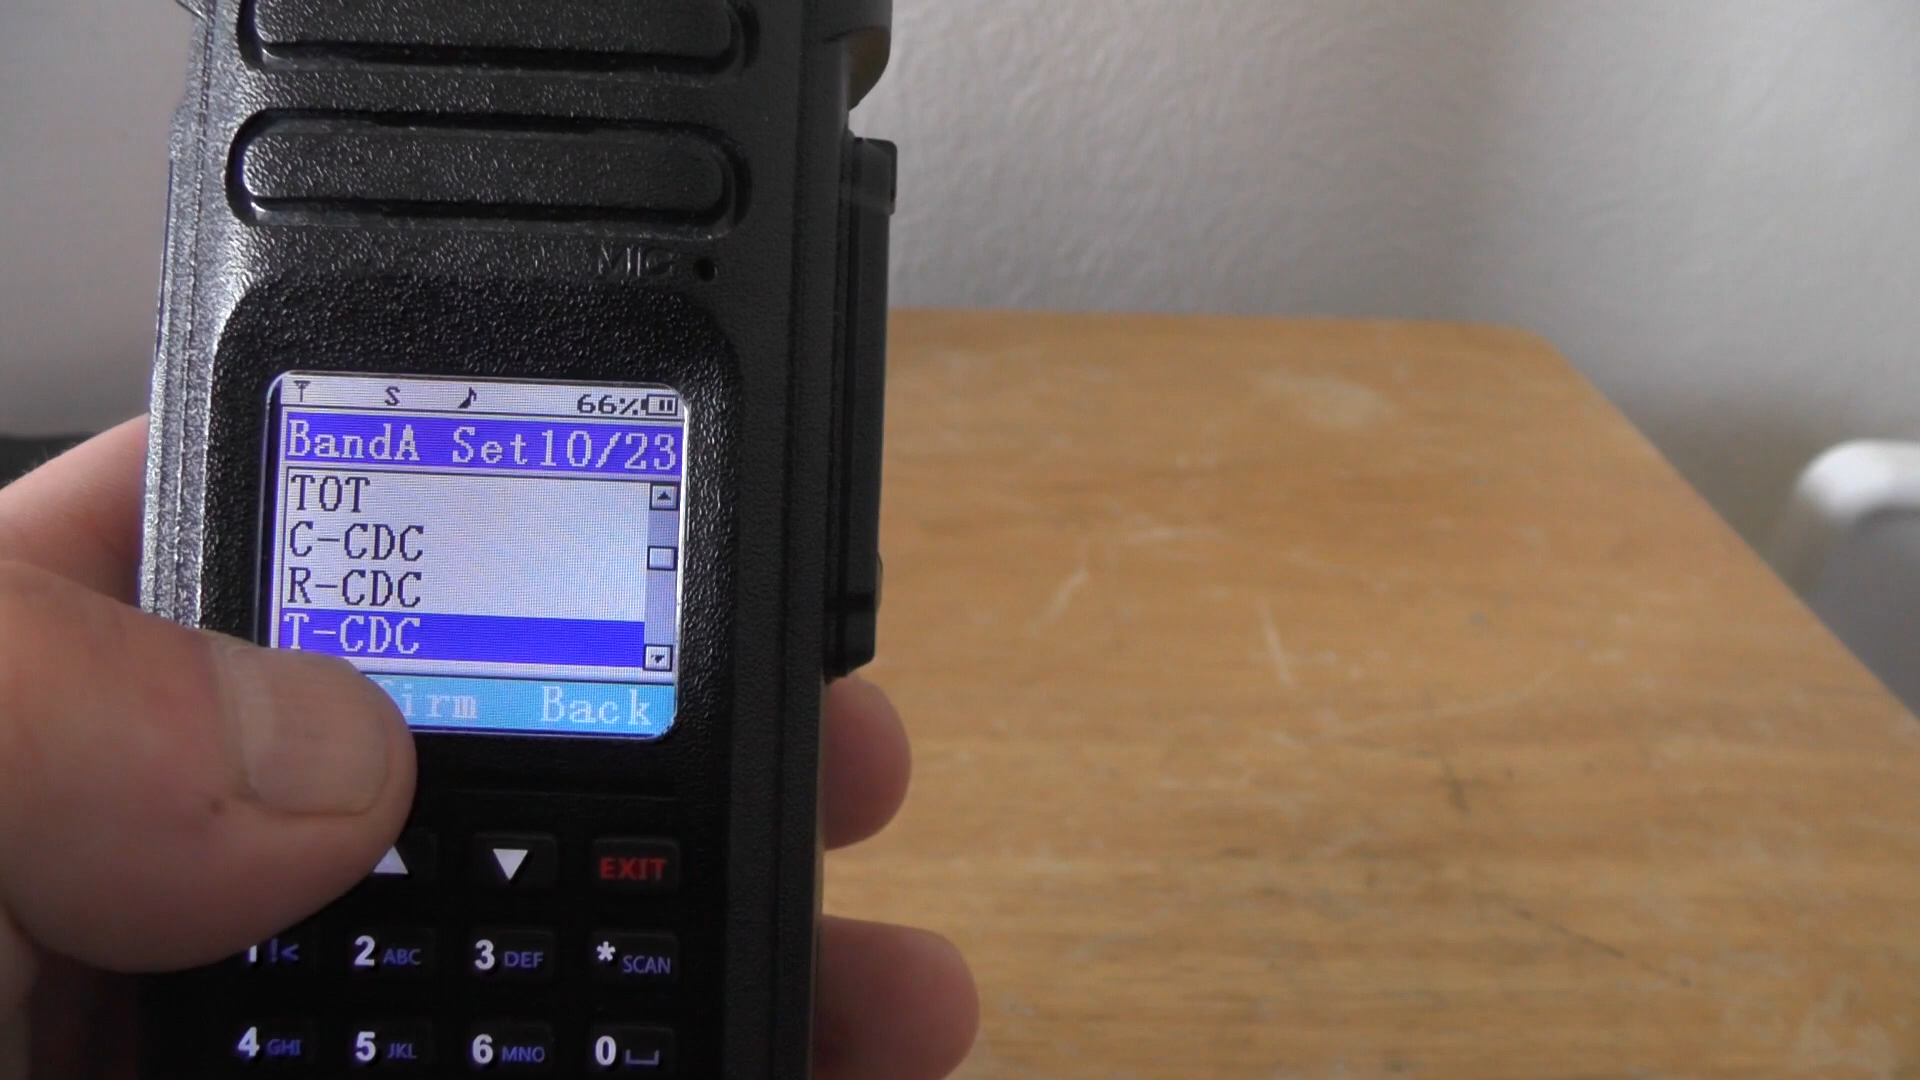 MIC
S 66%
BandA Set10/23
TOT
C-CDC
R-CDC
T-CDC
Back
EXIT
1 !< 2 ABC 3 DEF * SCAN
4 GHI 5 JKL 6 MNO 0